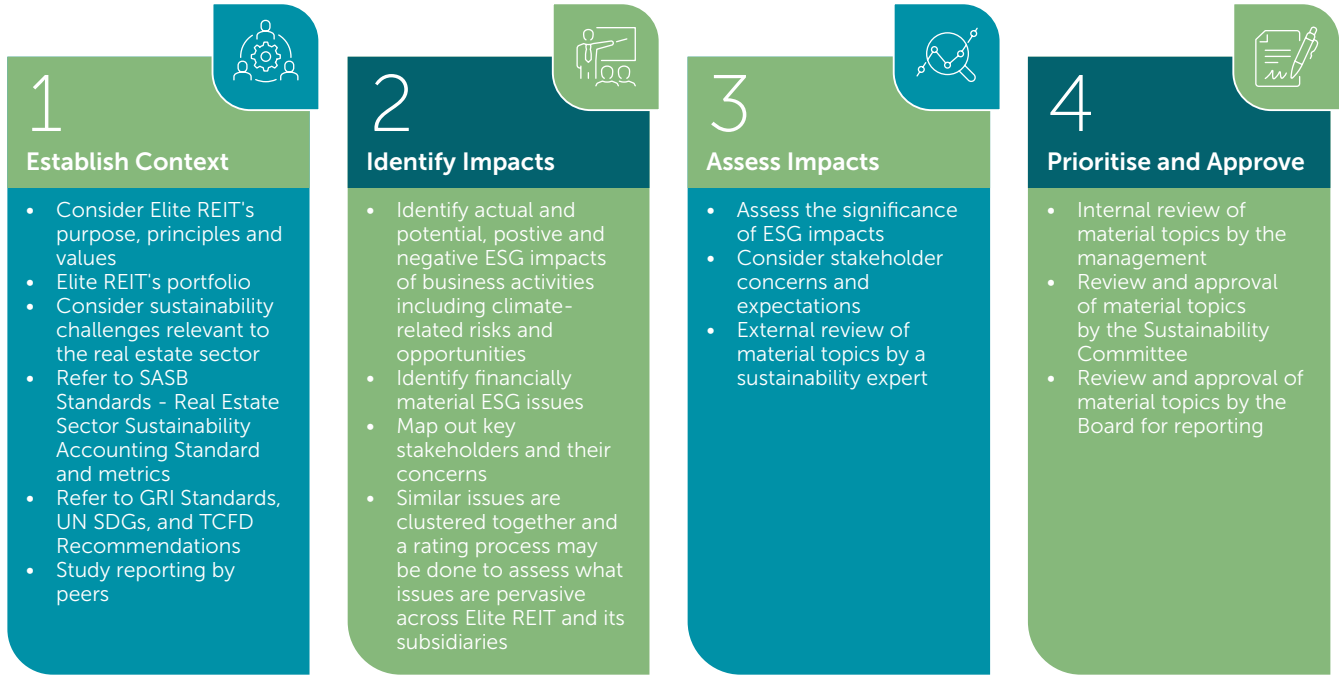 1
Establish Context
• Consider Elite REIT's
purpose, principles and
values
• Elite REIT's portfolio
• Consider sustainability
challenges relevant to
the real estate sector
• Refer to SASB
Standards - Real Estate
Sector Sustainability
Accounting Standard
and metrics
• Refer to GRI Standards,
UN SDGs, and TCFD
Recommendations
• Study reporting by
peers
2
Identify Impacts
• Identify actual and
potential, postive and
negative ESG impacts
of business activities
including climate-
related risks and
opportunities
• Identify financially
material ESG issues
• Map out key
stakeholders and their
concerns
• Similar issues are
clustered together and
a rating process may
be done to assess what
issues are pervasive
across Elite REIT and its
subsidiaries
3
Assess Impacts
• Assess the significance
of ESG impacts
• Consider stakeholder
concerns and
expectations
• External review of
material topics by a
sustainability expert
4
Prioritise and Approve
• Internal review of
material topics by the
management
• Review and approval
of material topics
by the Sustainability
Committee
• Review and approval of
material topics by the
Board for reporting